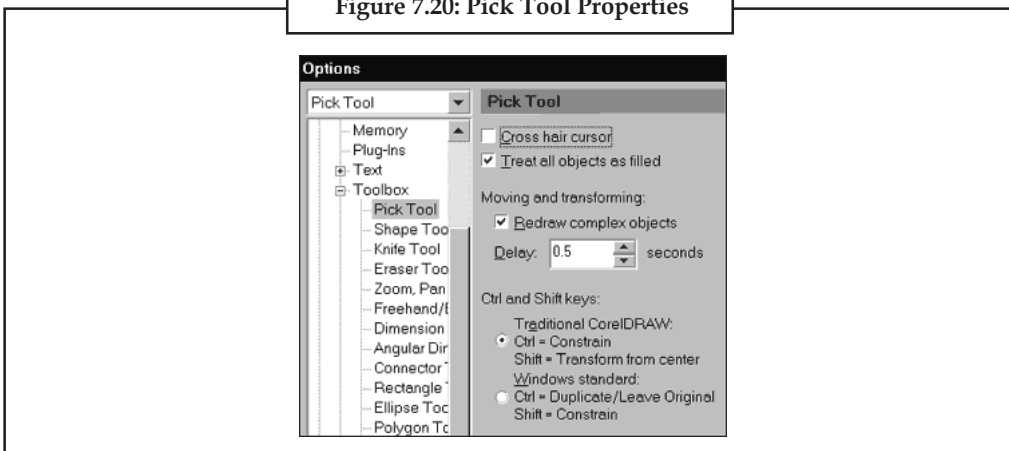 Figure 7.20: Pick Tool Properties
Options
Pick Tool
Memory
Plug-Ins
Text
Toolbox
Pick Tool
Shape Too
Knife Tool
Eraser Too
Zoom, Pan
Freehand/
Dimension
Angular Dir
Connector
Rectangle
Ellipse Toc
Polygon To
Pick Tool
Cross hair cursor
Treat all objects as filled
Moving and transforming:
Redraw complex objects
Delay: 0.5 seconds
Ctrl and Shift keys:
Traditional CorelDRAW:
Ctrl = Constrain
Shift = Transform from center
Windows standard:
Ctrl = Duplicate/Leave Original
Shift = Constrain